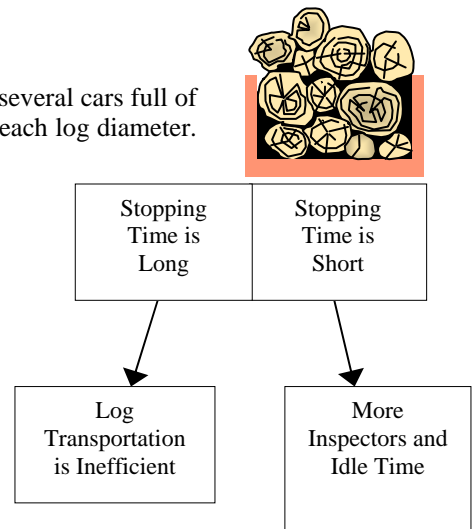 several cars full of
each log diameter.
Stopping
Time is
Long
Stopping
Time is
Short
Log
Transportation
is Inefficient
More
Inspectors and
Idle Time